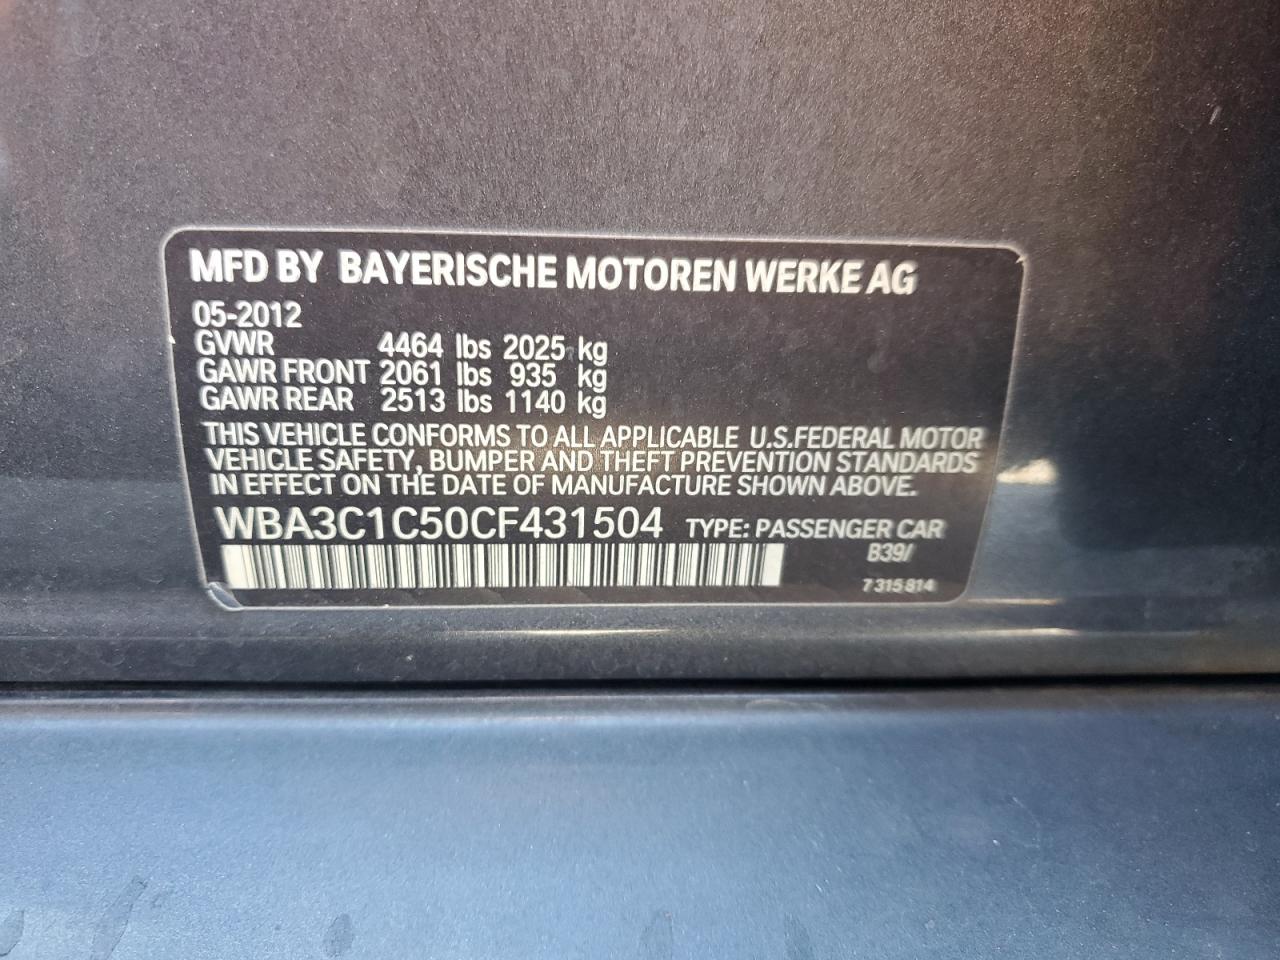 MFD BY BAYERISCHE MOTOREN WERKE AG
05-2012
GVWR 4464 lbs 2025 kg
GAWR FRONT 2061 lbs 935 kg
GAWR REAR 2513 lbs 1140 kg
THIS VEHICLE CONFORMS TO ALL APPLICABLE U.S.FEDERAL MOTOR
VEHICLE SAFETY, BUMPER AND THEFT PREVENTION STANDARDS
IN EFFECT ON THE DATE OF MANUFACTURE SHOWN ABOVE.
WBA3C1C50CF431504 TYPE: PASSENGER CAR
B39/
7 315 814